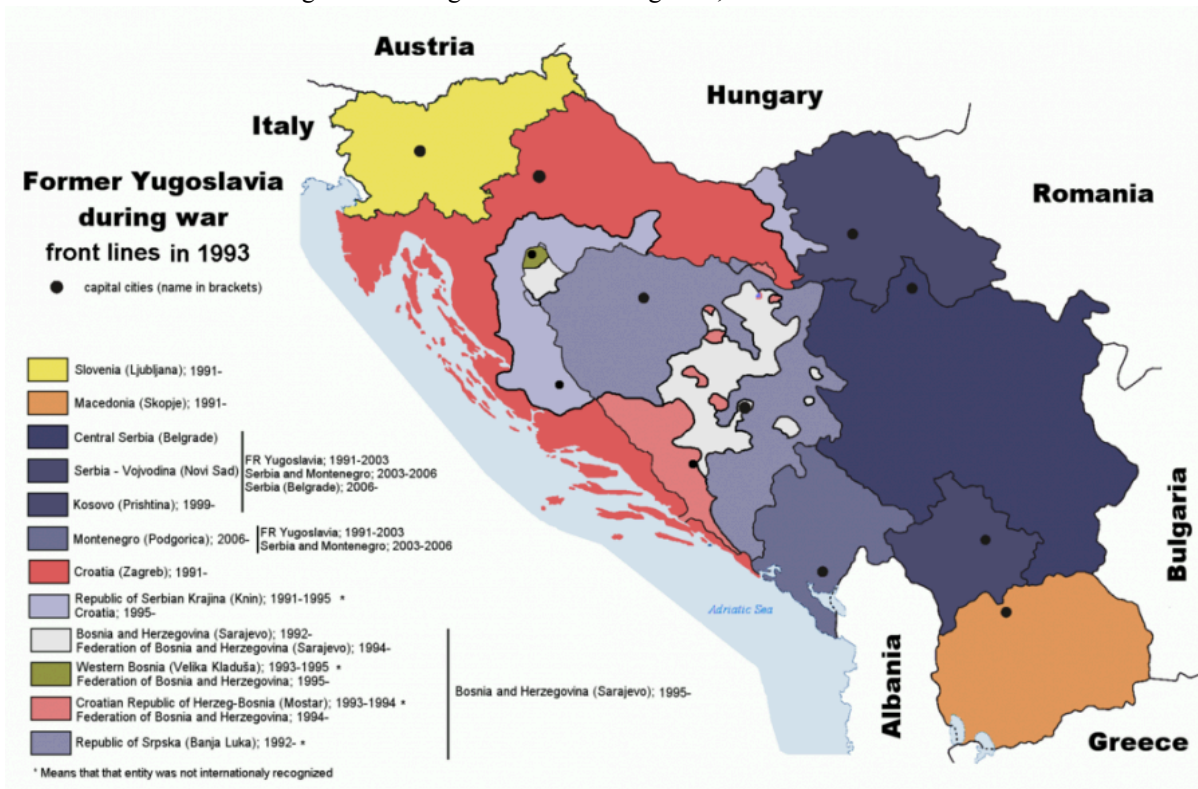 Austria
Hungary
Italy
Romania
Former Yugoslavia
during war
front lines in 1993
capital cities (name in brackets)
Slovenia (Ljubljana); 1991-
Macedonia (Skopje); 1991-
Central Serbia (Belgrade)
Serbia - Vojvodina (Novi Sad)
Kosovo (Prishtina); 1999-
FR Yugoslavia; 1991-2003
Serbia and Montenegro; 2003-2006
Serbia (Belgrade); 2006-
Montenegro (Podgorica); 2006-
FR Yugoslavia; 1991-2003
Serbia and Montenegro; 2003-2006
Croatia (Zagreb); 1991-
Republic of Serbian Krajina (Knin); 1991-1995 *
Croatia; 1995-
Bosnia and Herzegovina (Sarajevo); 1992-
Federation of Bosnia and Herzegovina (Sarajevo); 1994-
Western Bosnia (Velika Kladuša); 1993-1995 *
Federation of Bosnia and Herzegovina; 1995-
Croatian Republic of Herzeg-Bosnia (Mostar); 1993-1994 *
Federation of Bosnia and Herzegovina; 1994-
Republic of Srpska (Banja Luka); 1992- *
Bosnia and Herzegovina (Sarajevo); 1995-
* Means that that entity was not internationaly recognized
Adriatic Sea
Albania
Bulgaria
Greece